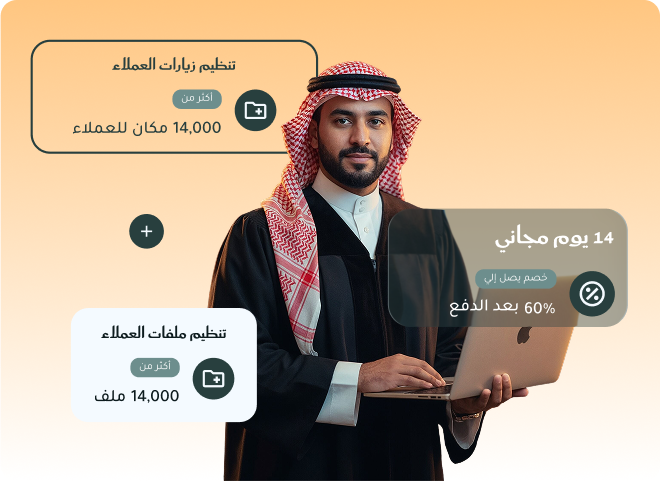 تنظيم زيارات العملاء
أكثر من
14,000 مكان للعملاء
14 يوم مجاني
خصم يصل إلي
60% بعد الدفع
تنظيم ملفات العملاء
أكثر من
14,000 ملف